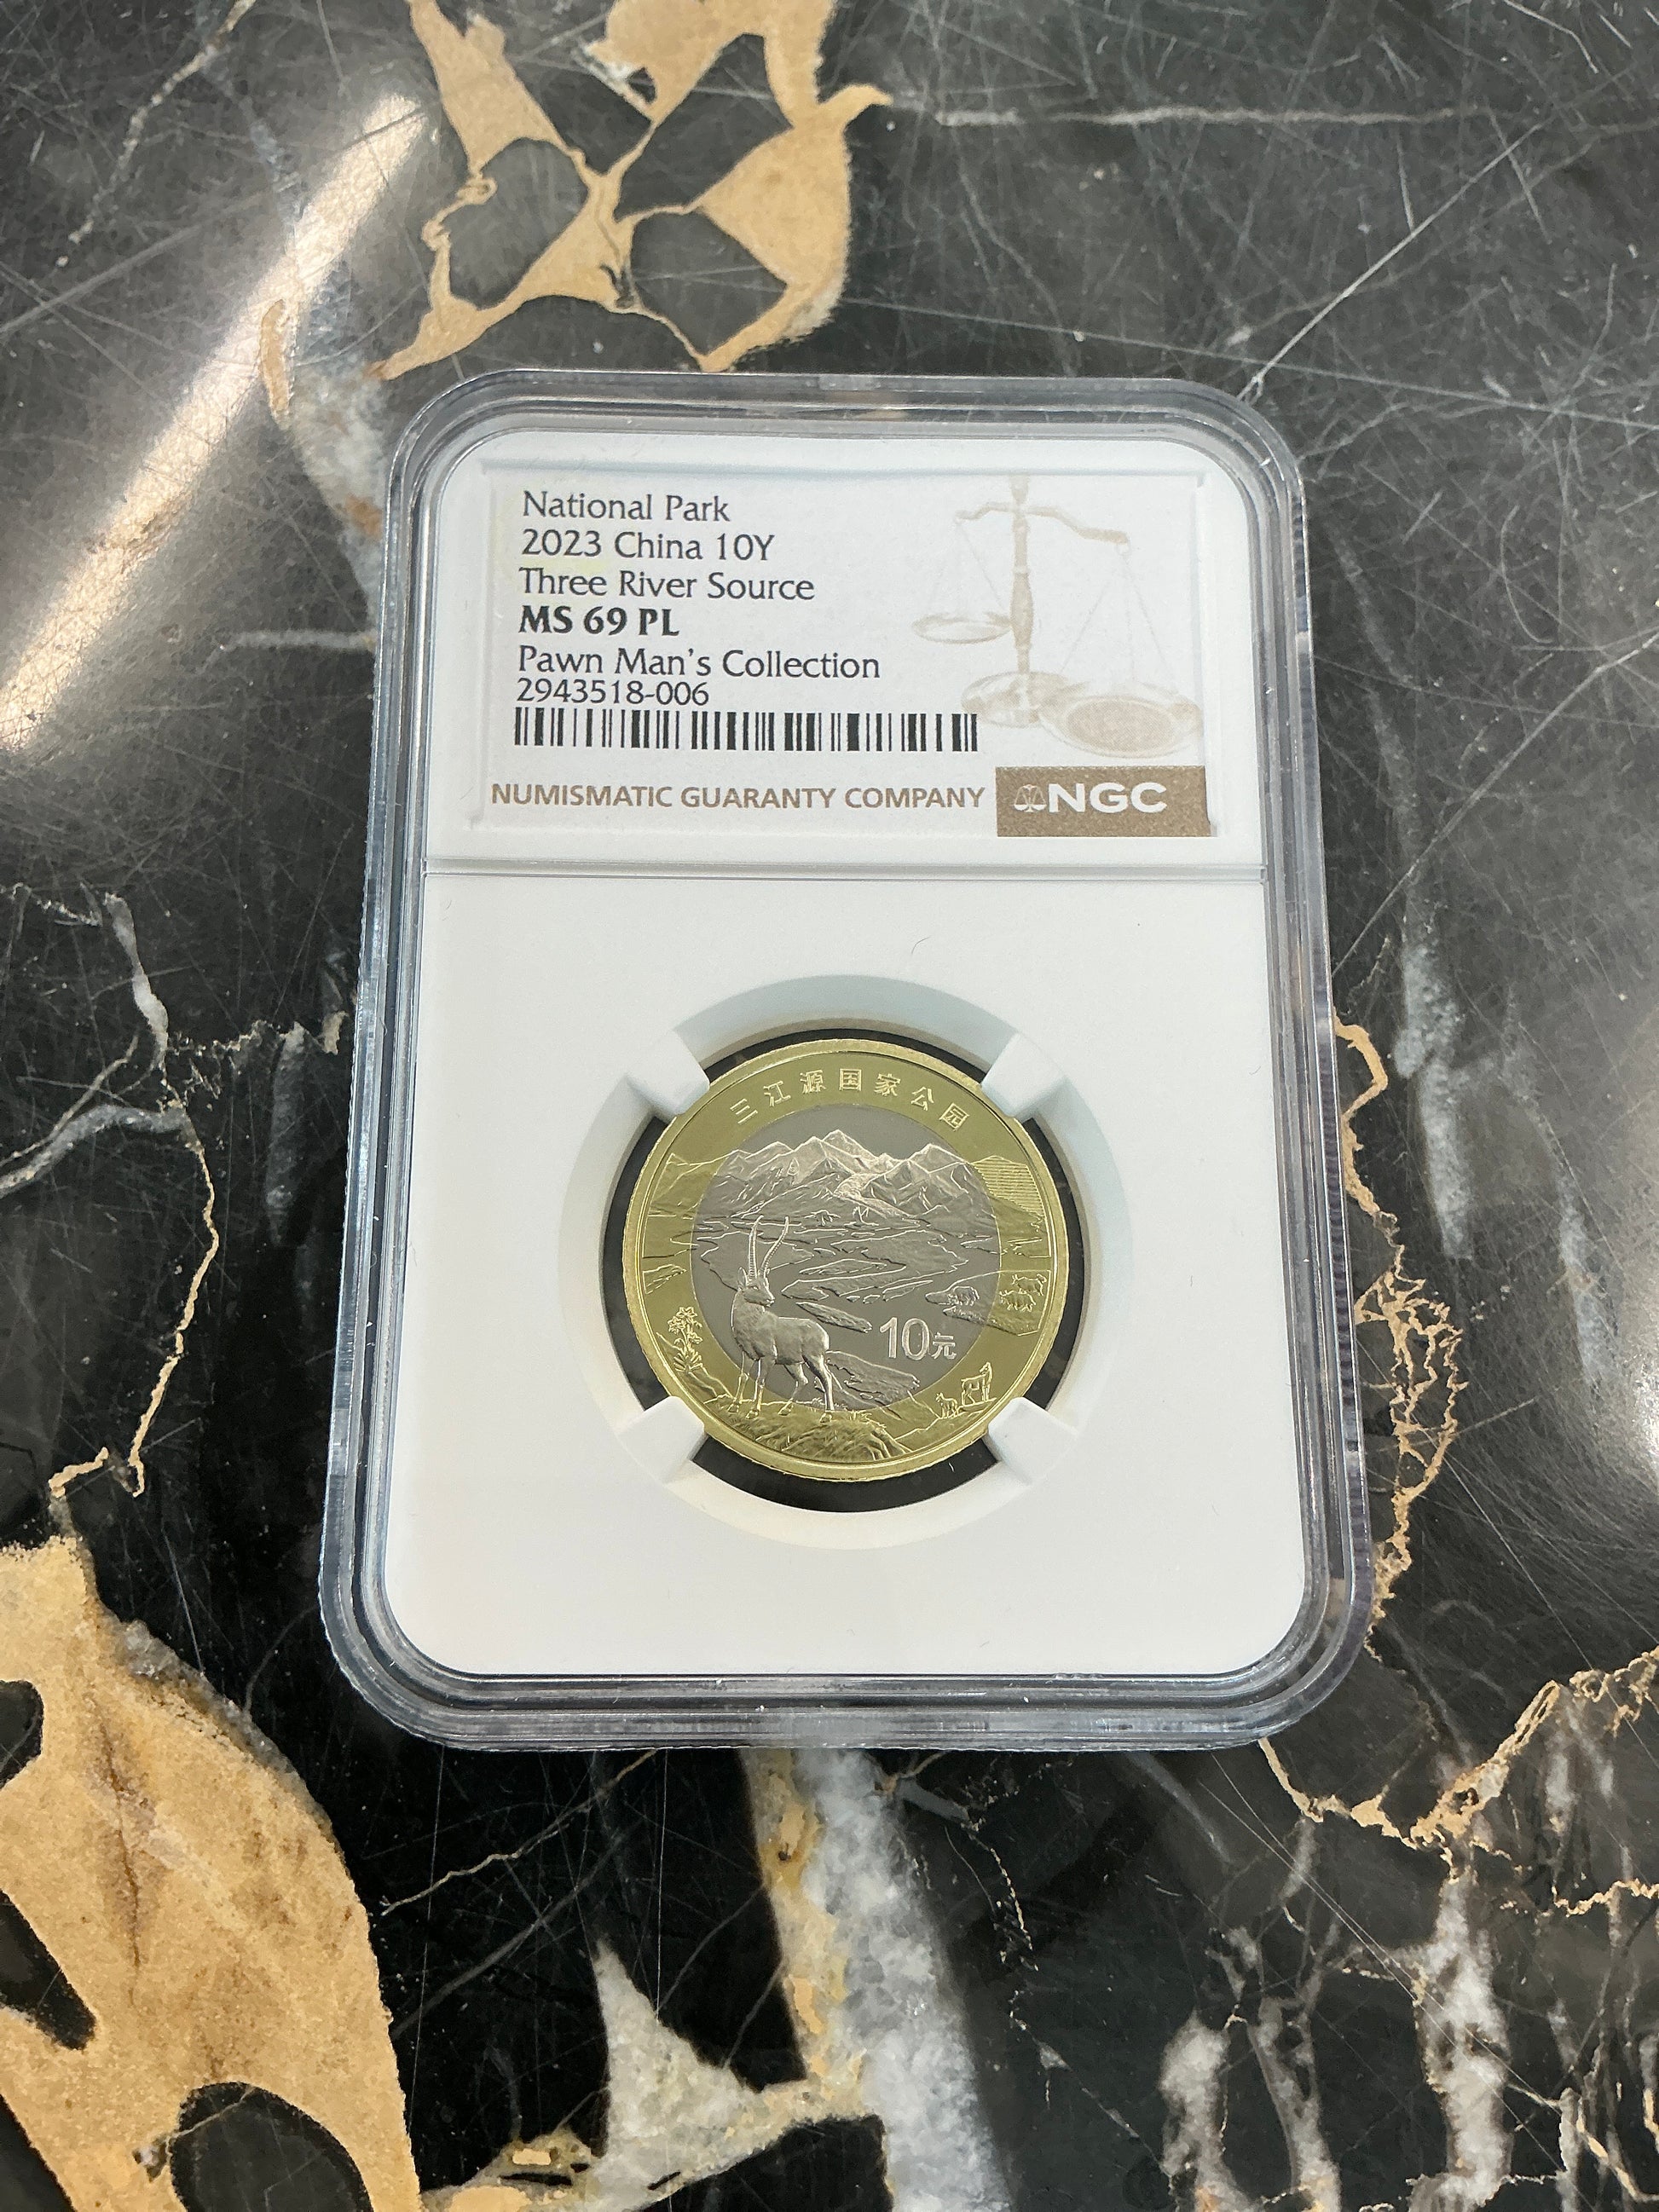 National Park
2023 China 10Y
Three River Source
MS 69 PL
Pawn Man's Collection
2943518-006
NUMISMATIC GUARANTY COMPANY
NGC
三江源国家公园
10元